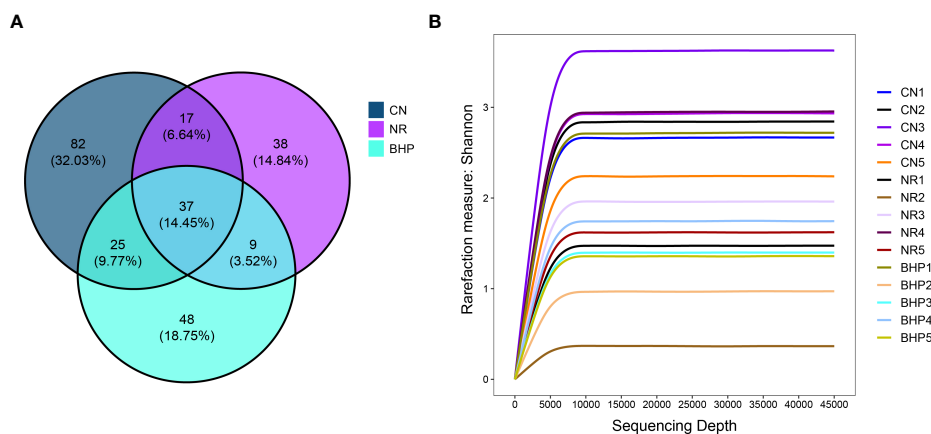 A
17
(6.64%)
82
(32.03%)
38
(14.84%)
37
(14.45%)
25
(9.77%)
9
(3.52%)
48
(18.75%)
CN
NR
BHP
B
Rarefaction measure: Shannon
3
2
1
0
0 5000 10000 15000 20000 25000 30000 35000 40000 45000
Sequencing Depth
CN1
CN2
CN3
CN4
CN5
NR1
NR2
NR3
NR4
NR5
BHP1
BHP2
BHP3
BHP4
BHP5